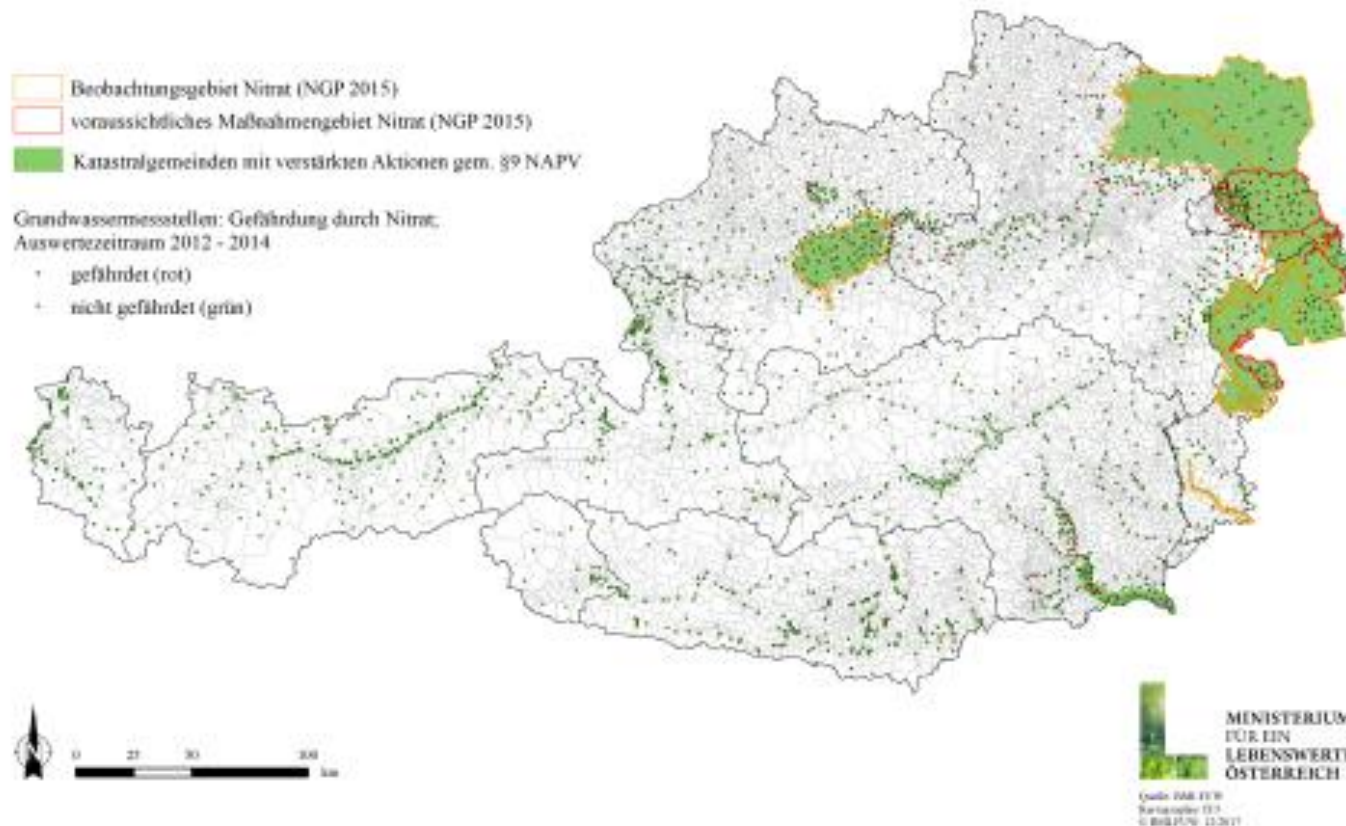 Beobachtungsgebiet Nitrat (NGP 2015)
voraussichtliches Maßnahmengebiet Nitrat (NGP 2015)
Katastralgemeinden mit verstärkten Aktionen gem. §9 NAPV
Grundwassermessstellen: Gefährdung durch Nitrat;
Auswertezeitraum 2012 - 2014
gefährdet (rot)
nicht gefährdet (grün)
N
0 25 50 100
km
MINISTERIUM
FÜR EIN
LEBENSWERTE
ÖSTERREICH
Quelle: